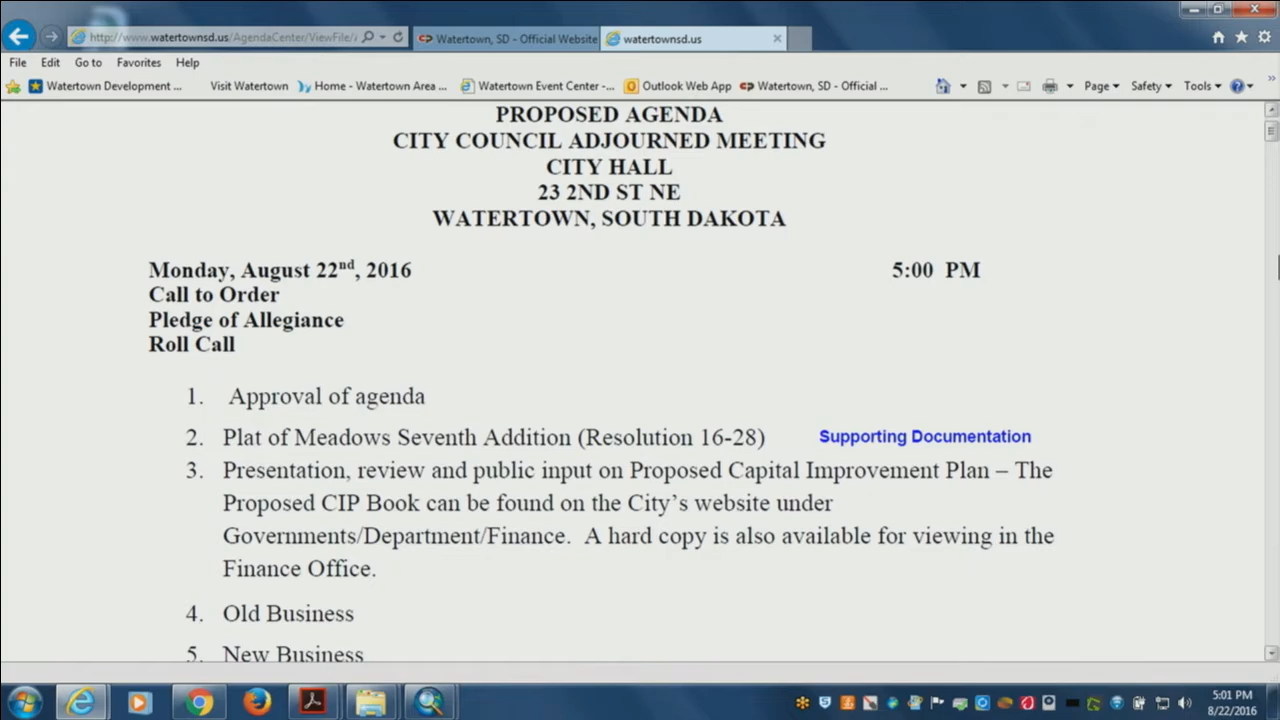 http://www.watertownsd.us/AgendaCenter/ViewFile/
Watertown, SD - Official Website
watertownsd.us
File Edit Go to Favorites Help
Watertown Development ... Visit Watertown Home - Watertown Area ... Watertown Event Center -... Outlook Web App Watertown, SD - Official ... Page Safety Tools
PROPOSED AGENDA
CITY COUNCIL ADJOURNED MEETING
CITY HALL
23 2ND ST NE
WATERTOWN, SOUTH DAKOTA
Monday, August 22nd, 2016 5:00 PM
Call to Order
Pledge of Allegiance
Roll Call
1. Approval of agenda
2. Plat of Meadows Seventh Addition (Resolution 16-28) Supporting Documentation
3. Presentation, review and public input on Proposed Capital Improvement Plan – The
Proposed CIP Book can be found on the City's website under
Governments/Department/Finance. A hard copy is also available for viewing in the
Finance Office.
4. Old Business
5. New Business
5:01 PM
8/22/2016